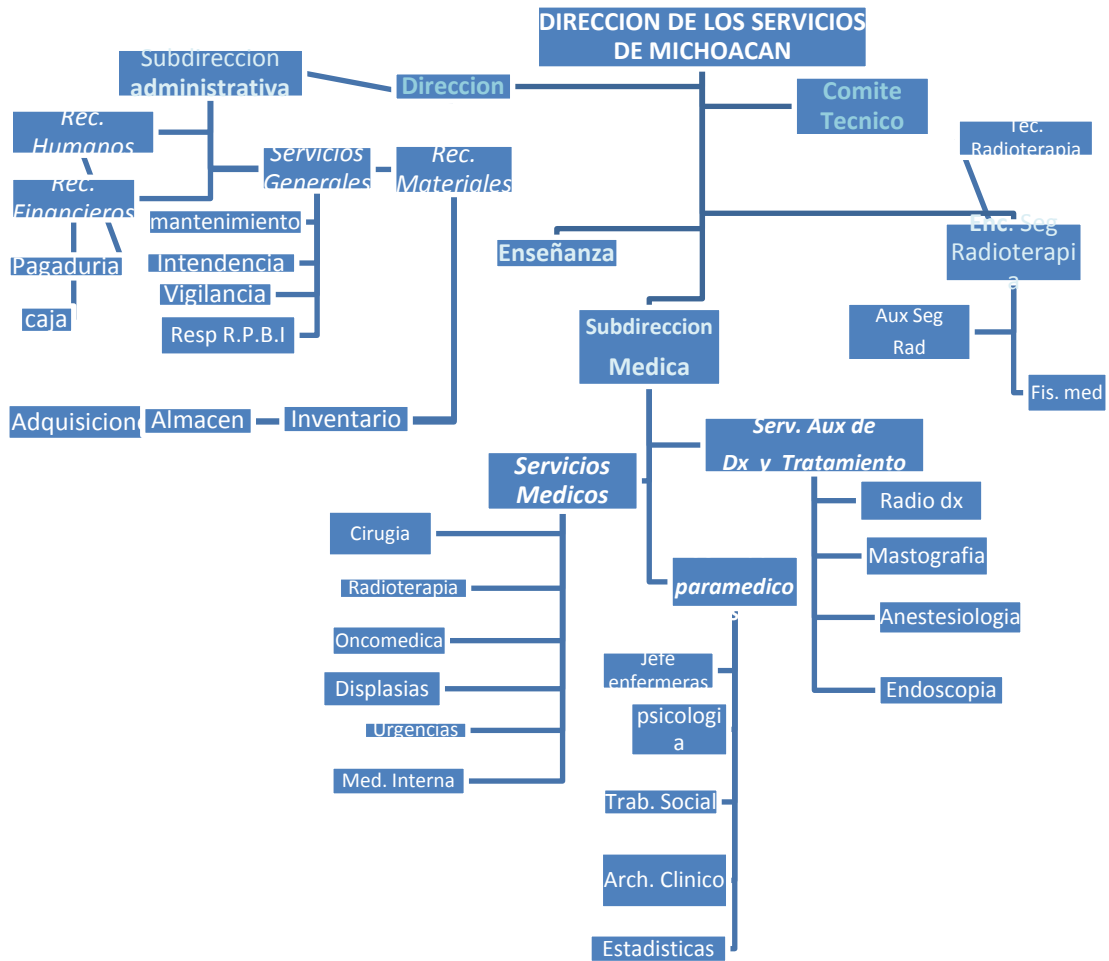 DIRECCION DE LOS SERVICIOS
DE MICHOACAN
Subdireccion
administrativa
Direccion
Comite
Tecnico
Rec.
Humanos
Tec.
Radioterapia
Servicios
Generales
Rec.
Materiales
Rec.
Financieros
mantenimiento
Enc. Seg
Radioterapi
a
Enseñanza
Pagaduria
Intendencia
Vigilancia
caja
Resp R.P.B.I
Subdireccion
Medica
Aux Seg
Rad
Fis. med
Adquisicione
Almacen
Inventario
Serv. Aux de
Dx y Tratamiento
Servicios
Medicos
Radio dx
Cirugia
Mastografia
Radioterapia
paramedico
s
Anestesiologia
Oncomedica
Jefe
enfermeras
Displasias
Endoscopia
psicologi
a
Urgencias
Med. Interna
Trab. Social
Arch. Clinico
Estadisticas